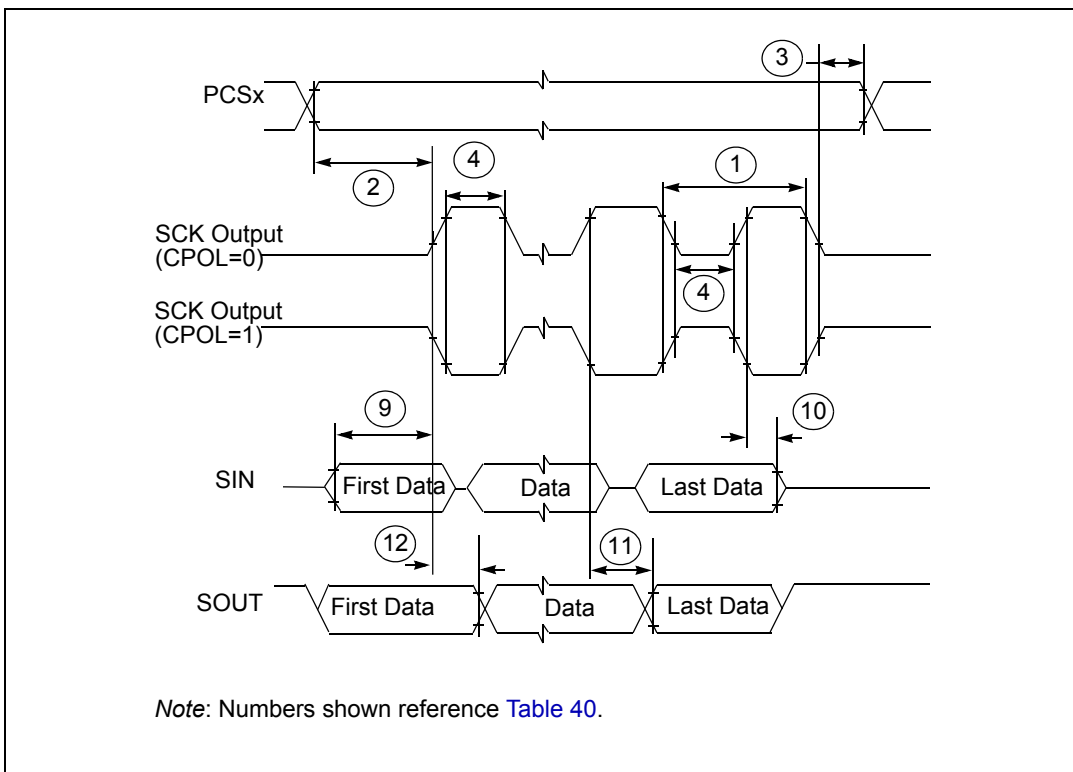 3
PCSx
2
4
1
SCK Output
(CPOL=0)
4
SCK Output
(CPOL=1)
9
10
SIN
First Data
Data
Last Data
12
11
SOUT
First Data
Data
Last Data
Note: Numbers shown reference Table 40.